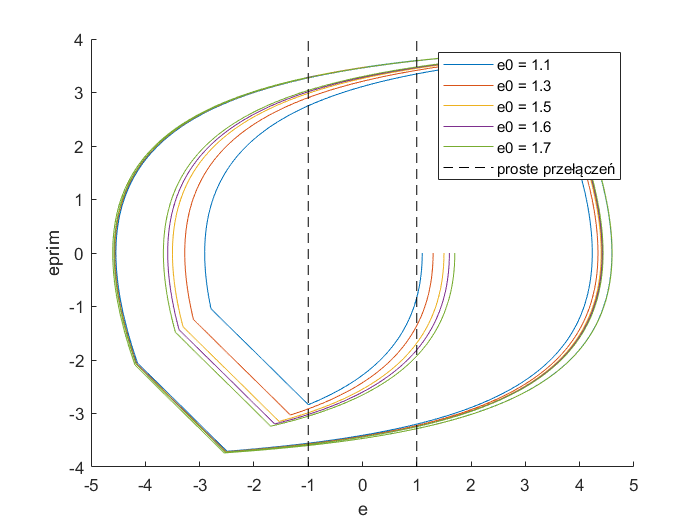 4
3
2
1
0
-1
-2
-3
-4
eprim
-5 -4 -3 -2 -1 0 1 2 3 4 5
e
e0 = 1.1
e0 = 1.3
e0 = 1.5
e0 = 1.6
e0 = 1.7
proste przełączeń